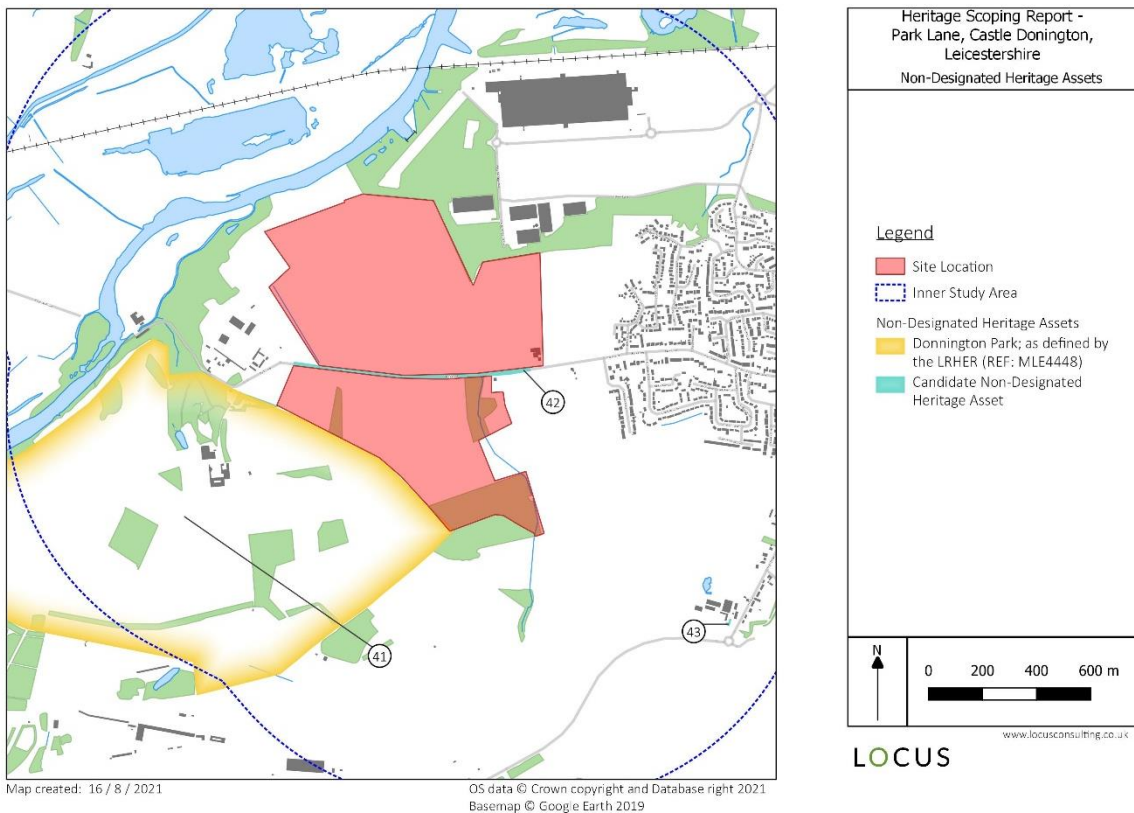 Heritage Scoping Report -
Park Lane, Castle Donington,
Leicestershire
Non-Designated Heritage Assets
Legend
Site Location
Inner Study Area
Non-Designated Heritage Assets
Donnington Park; as defined by
the LRHER (REF: MLE4448)
Candidate Non-Designated
Heritage Asset
42
43
41
N
0 200 400 600 m
www.locusconsulting.co.uk
LOCUS
Map created: 16 / 8 / 2021
OS data © Crown copyright and Database right 2021
Basemap © Google Earth 2019